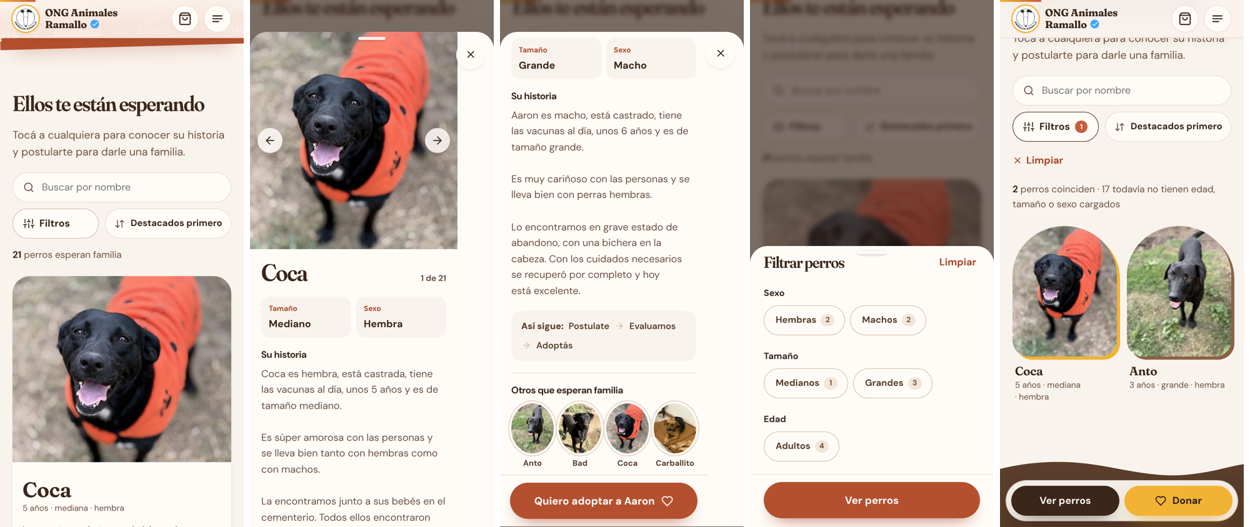 ONG Animales
Ramallo
Ellos te están esperando
Tocá a cualquiera para conocer su historia
y postularte para darle una familia.
Buscar por nombre
Filtros
Destacados primero
21 perros esperan familia
Coca
5 años · mediana
Coca
1 de 21
Tamaño
Mediano
Sexo
Hembra
Su historia
Coca es hembra, está castrada, tiene
las vacunas al día, unos 5 años y es de
tamaño mediano.
Es súper amorosa con las personas y
se lleva bien tanto con hembras como
con machos.
La encontramos junto a sus bebés en el
cementerio. Todos ellos encontraron
Tamaño
Grande
Sexo
Macho
Su historia
Aaron es macho, está castrado, tiene
las vacunas al día, unos 6 años y es de
tamaño grande.
Es muy cariñoso con las personas y se
lleva bien con perras hembras.
Lo encontramos en grave estado de
abandono, con una bichera en la
cabeza. Con los cuidados necesarios
se recuperó por completo y hoy
está excelente.
Así sigue: Postulate → Evaluamos
→ Adoptás
Otros que esperan familia
Anto
Bad
Coca
Carballito
Quiero adoptar a Aaron
Filtrar perros
Limpiar
Sexo
Hembras 2
Machos 2
Tamaño
Medianos 1
Grandes 3
Edad
Adultos 4
Ver perros
ONG Animales
Ramallo
Tocá a cualquiera para conocer su historia
y postularte para darle una familia.
Buscar por nombre
Filtros 1
Destacados primero
Limpiar
2 perros coinciden · 17 todavía no tienen edad,
tamaño o sexo cargados
Coca
5 años · mediana
· hembra
Anto
3 años · grande · hembra
Ver perros
Donar